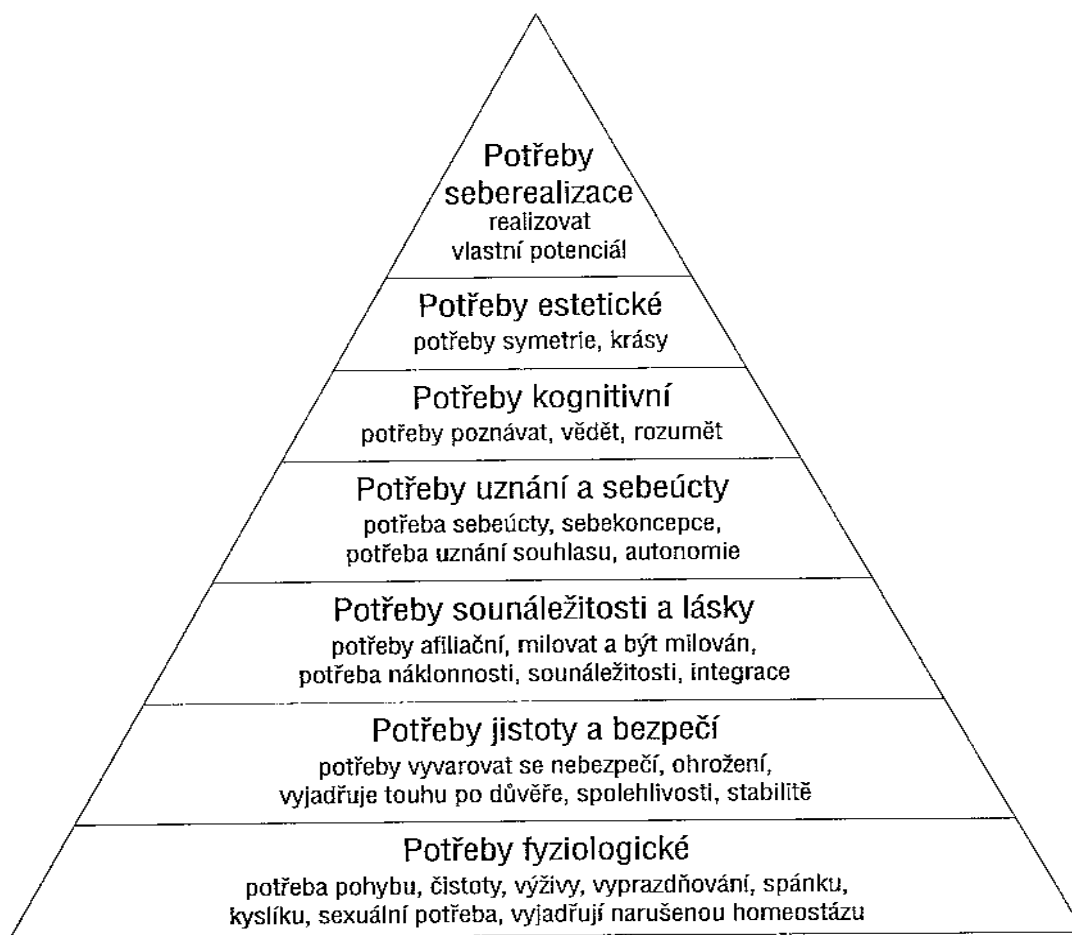 Potřeby
seberealizace
realizovat
vlastní potenciál
Potřeby estetické
potřeby symetrie, krásy
Potřeby kognitivní
potřeby poznávat, vědět, rozumět
Potřeby uznání a sebeúcty
potřeba sebeúcty, sebekoncepce,
potřeba uznání souhlasu, autonomie
Potřeby sounáležitosti a lásky
potřeby afiliační, milovat a být milován,
potřeba náklonnosti, sounáležitosti, integrace
Potřeby jistoty a bezpečí
potřeby vyvarovat se nebezpečí, ohrožení,
vyjadřuje touhu po důvěře, spolehlivosti, stabilitě
Potřeby fyziologické
potřeba pohybu, čistoty, výživy, vyprazdňování, spánku,
kyslíku, sexuální potřeba, vyjadřují narušenou homeostázu